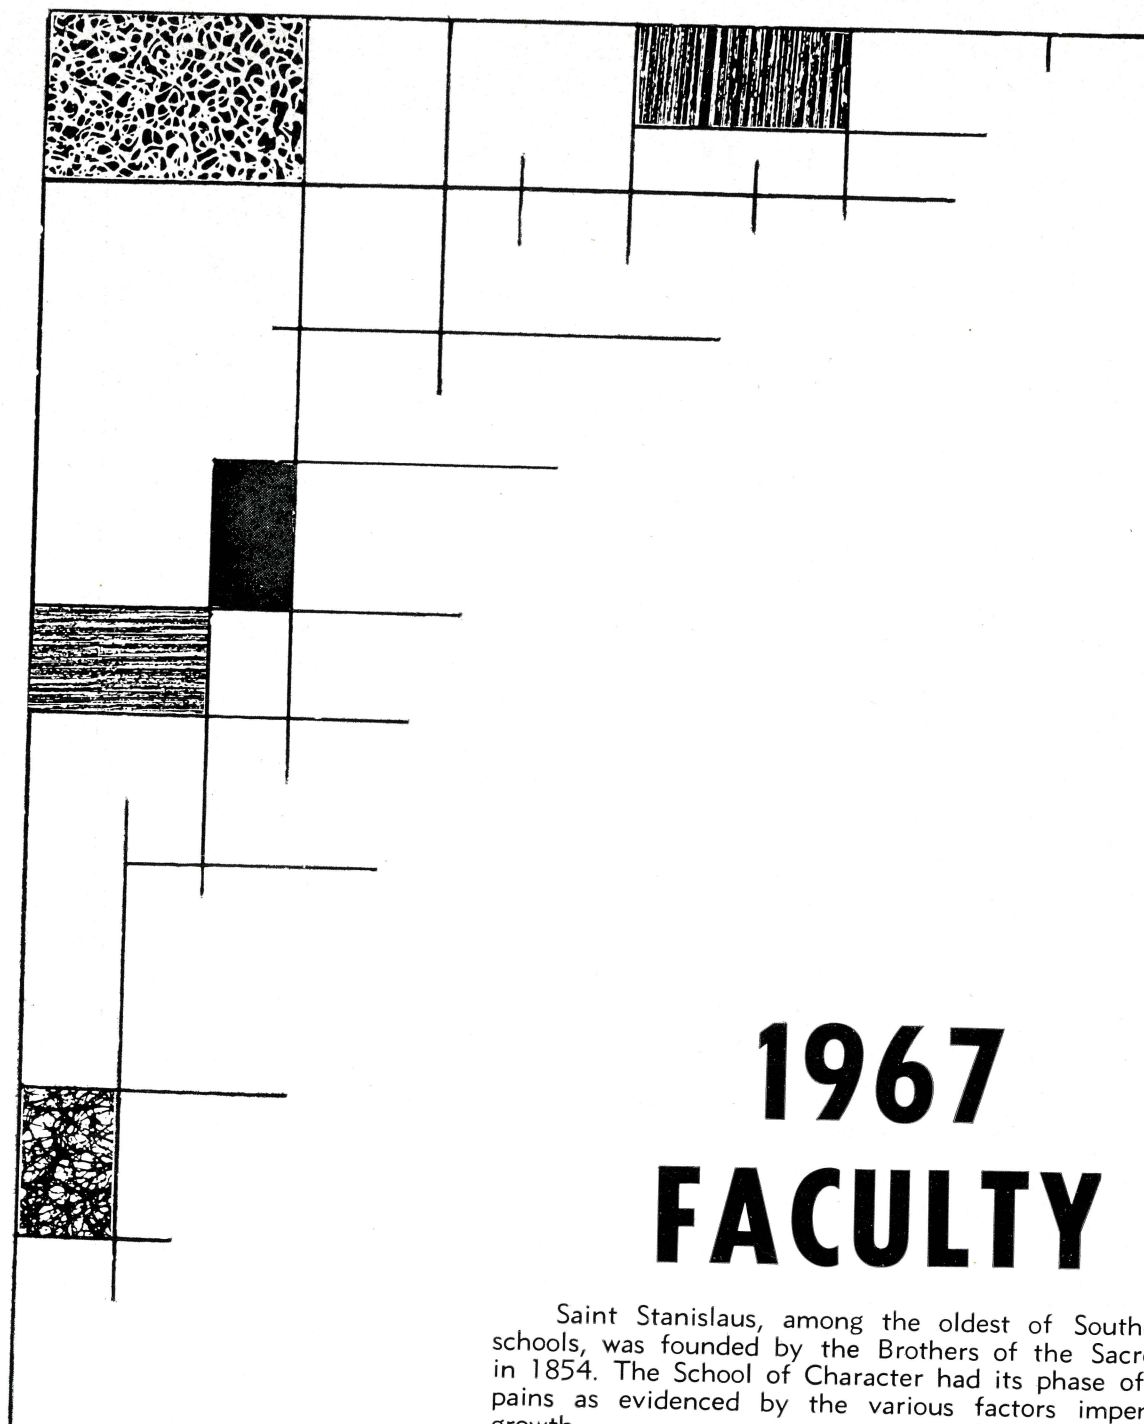 1967
FACULTY
Saint Stanislaus, among the oldest of South
schools, was founded by the Brothers of the Sacr
in 1854. The School of Character had its phase of
pains as evidenced by the various factors imper
growth